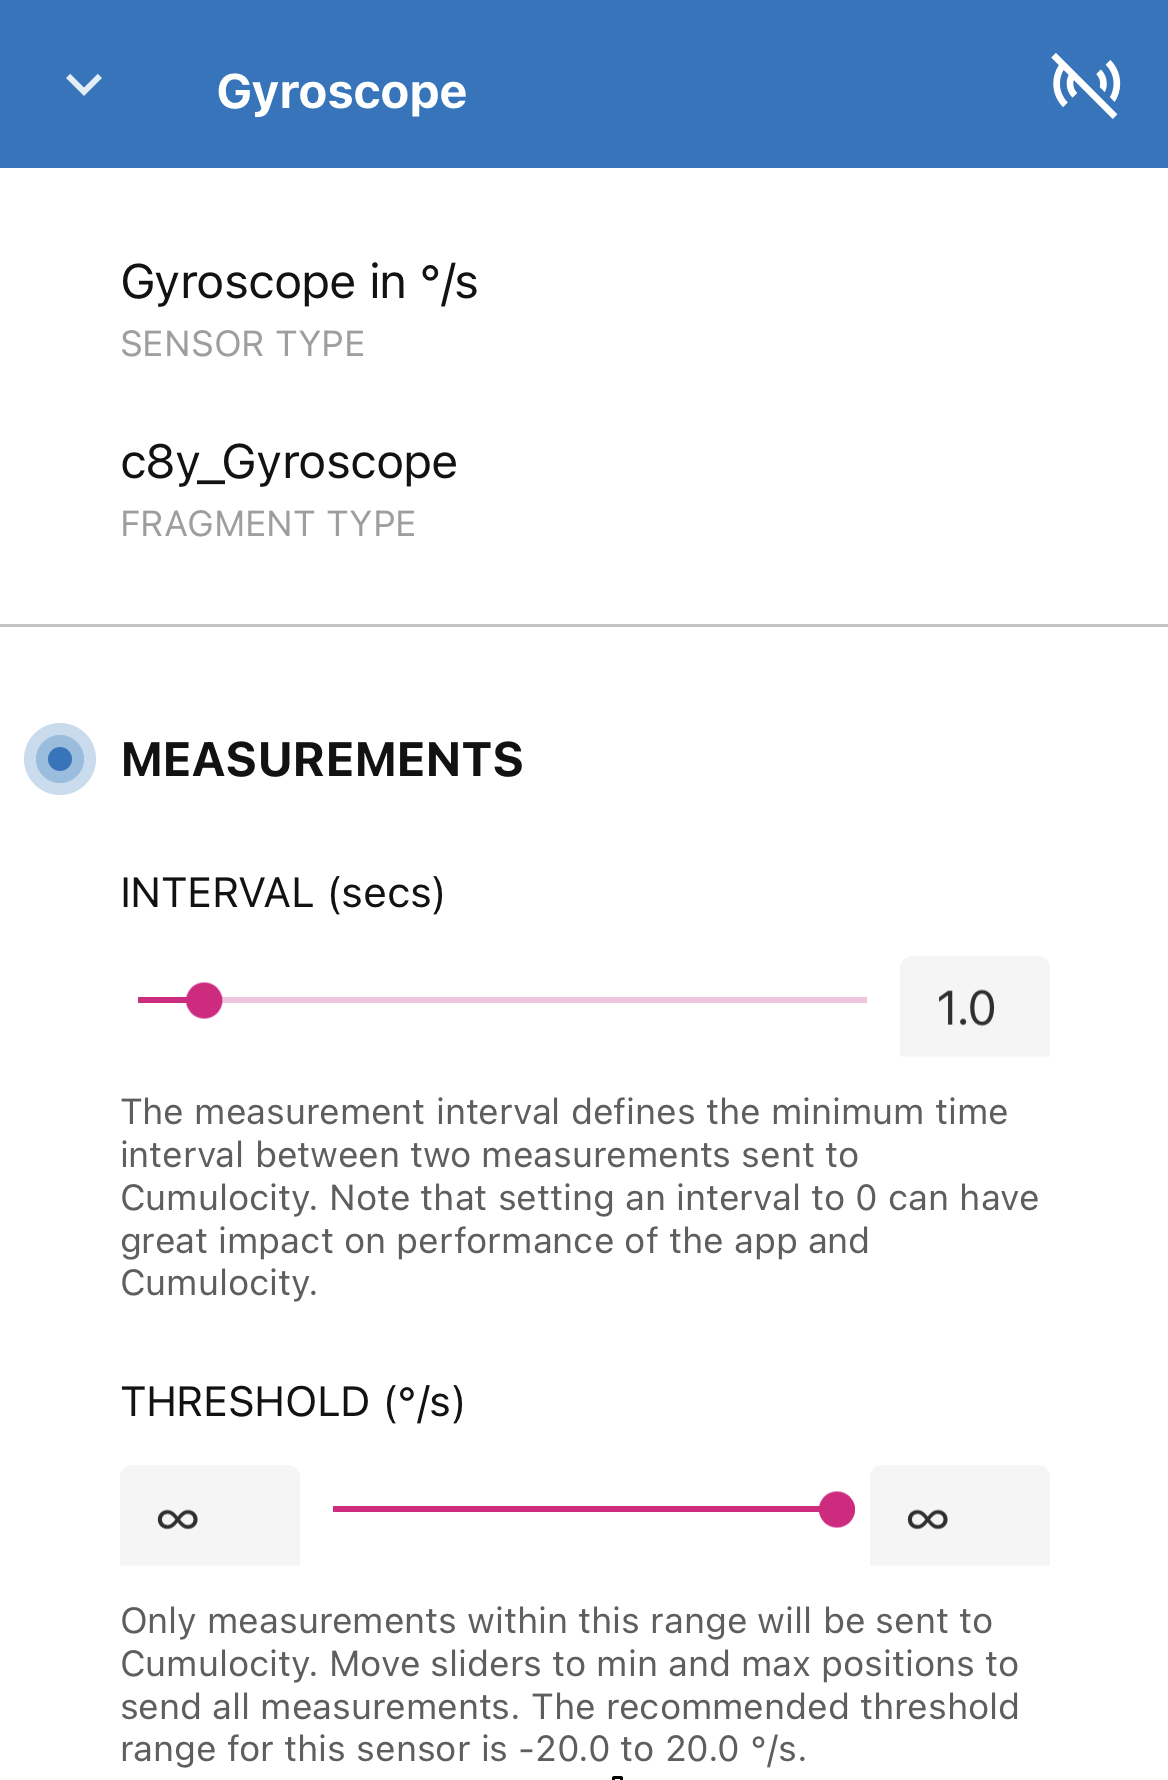 Gyroscope
Gyroscope in °/s
SENSOR TYPE
c8y_Gyroscope
FRAGMENT TYPE
MEASUREMENTS
INTERVAL (secs)
1.0
The measurement interval defines the minimum time
interval between two measurements sent to
Cumulocity. Note that setting an interval to 0 can have
great impact on performance of the app and
Cumulocity.
THRESHOLD (°/s)
∞ ∞
Only measurements within this range will be sent to
Cumulocity. Move sliders to min and max positions to
send all measurements. The recommended threshold
range for this sensor is -20.0 to 20.0 °/s.